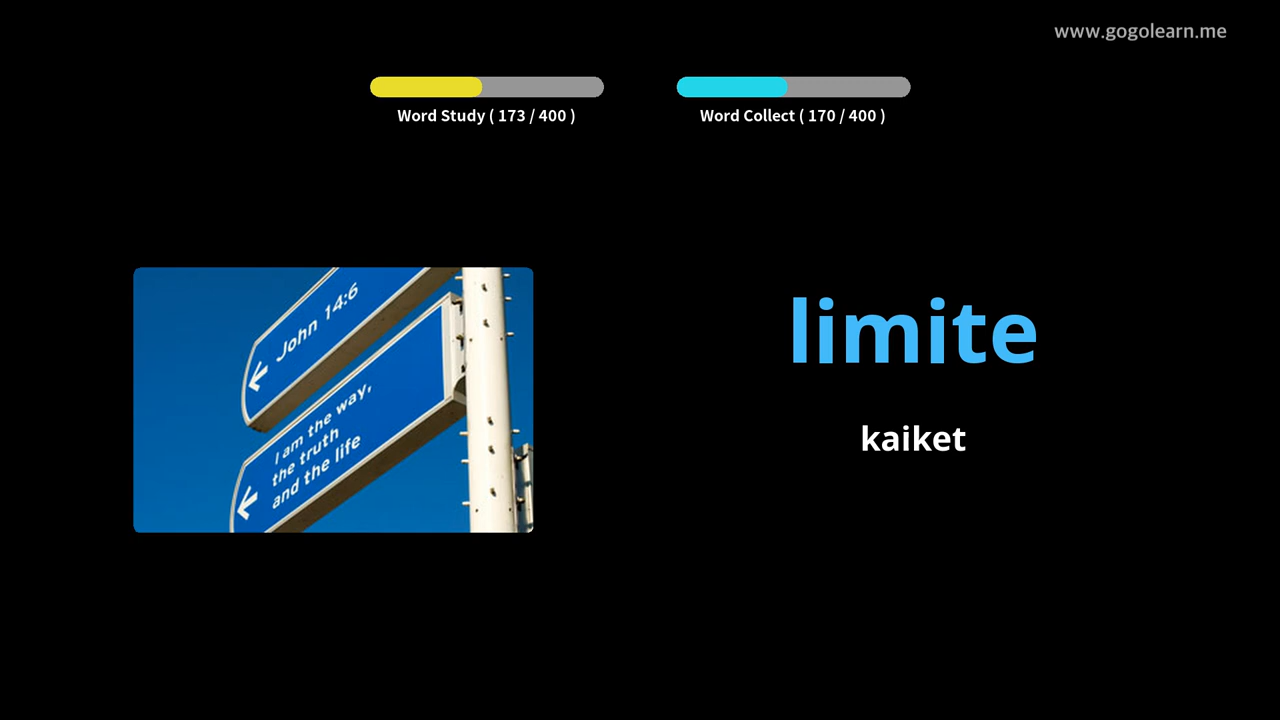 www.gogolearn.me
Word Study ( 173 / 400 )
Word Collect ( 170 / 400 )
John 14:6
I am the way,
the truth
and the life
limite
kaiket